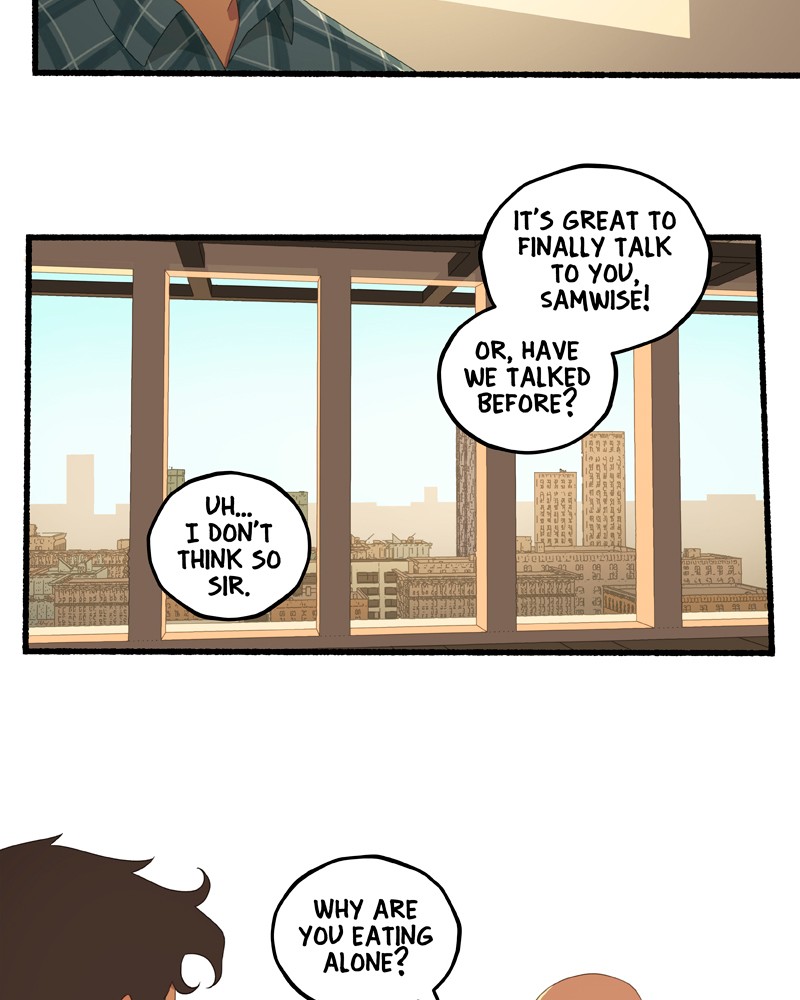 IT'S GREAT TO
FINALLY TALK
TO YOU,
SAMWISE!
OR, HAVE
WE TALKED
BEFORE?
UH...
I DON'T
THINK SO
SIR.
WHY ARE
YOU EATING
ALONE?